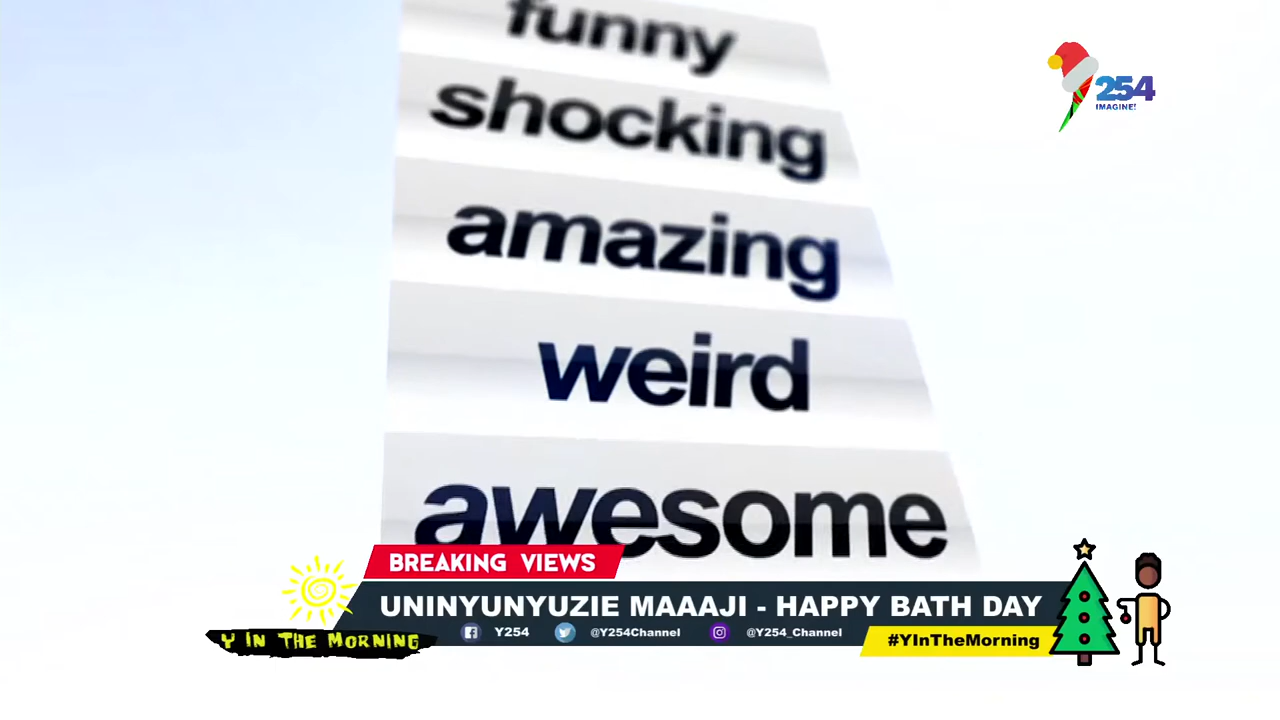 funny
shocking
amazing
weird
awesome
254
IMAGINE!
BREAKING VIEWS
UNINYUNYUZIE MAAAJI - HAPPY BATH DAY
Y254 @Y254Channel @Y254_Channel
#YInTheMorning
Y IN THE MORNING